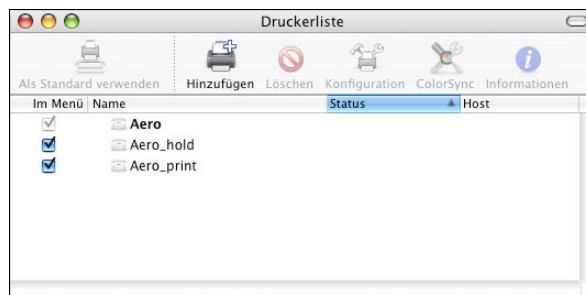 Druckerliste
Als Standard verwenden Hinzufügen Löschen Konfiguration ColorSync Informationen
Im Menü Name Status Host
Aero
Aero_hold
Aero_print